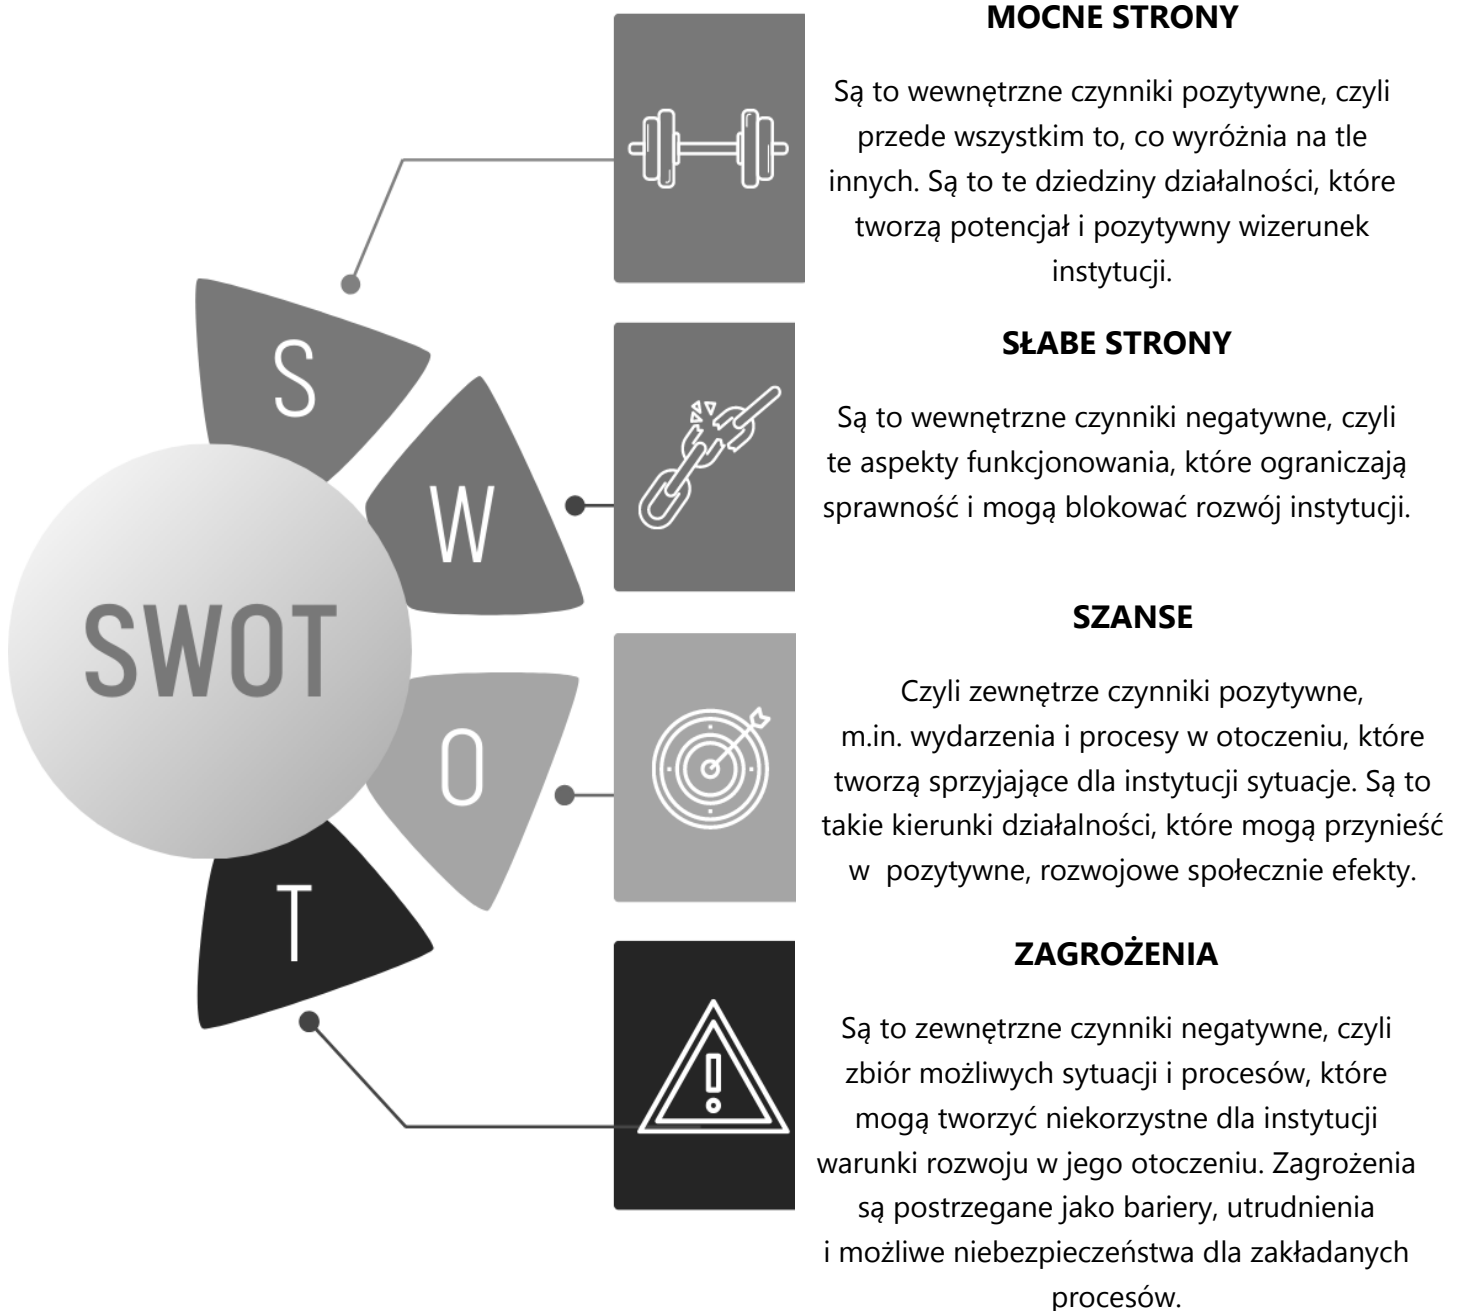 MOCNE STRONY
Są to wewnętrzne czynniki pozytywne, czyli
przede wszystkim to, co wyróżnia na tle
innych. Są to te dziedziny działalności, które
tworzą potencjał i pozytywny wizerunek
instytucji.
S
SŁABE STRONY
Są to wewnętrzne czynniki negatywne, czyli
te aspekty funkcjonowania, które ograniczają
sprawność i mogą blokować rozwój instytucji.
W
SWOT
SZANSE
Czyli zewnętrze czynniki pozytywne,
m.in. wydarzenia i procesy w otoczeniu, które
tworzą sprzyjające dla instytucji sytuacje. Są to
takie kierunki działalności, które mogą przynieść
w pozytywne, rozwojowe społecznie efekty.
O
ZAGROŻENIA
Są to zewnętrzne czynniki negatywne, czyli
zbiór możliwych sytuacji i procesów, które
mogą tworzyć niekorzystne dla instytucji
warunki rozwoju w jego otoczeniu. Zagrożenia
są postrzegane jako bariery, utrudnienia
i możliwe niebezpieczeństwa dla zakładanych
procesów.
T